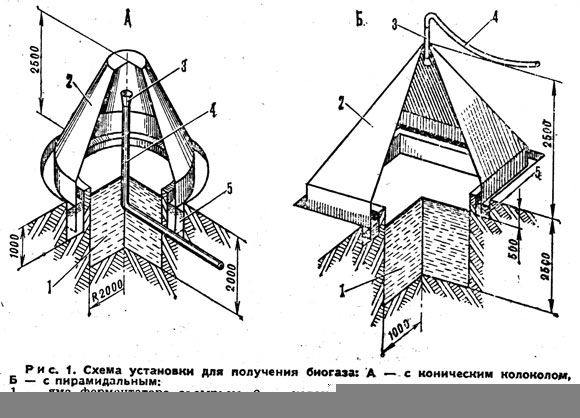 А
Б
2500
2
3
4
5
1000
1
R2000
2000
3
4
2
2500
Б
500
2500
1
1000
Рис. 1. Схема установки для получения биогаза: А — с коническим колоколом,
Б — с пирамидальным: